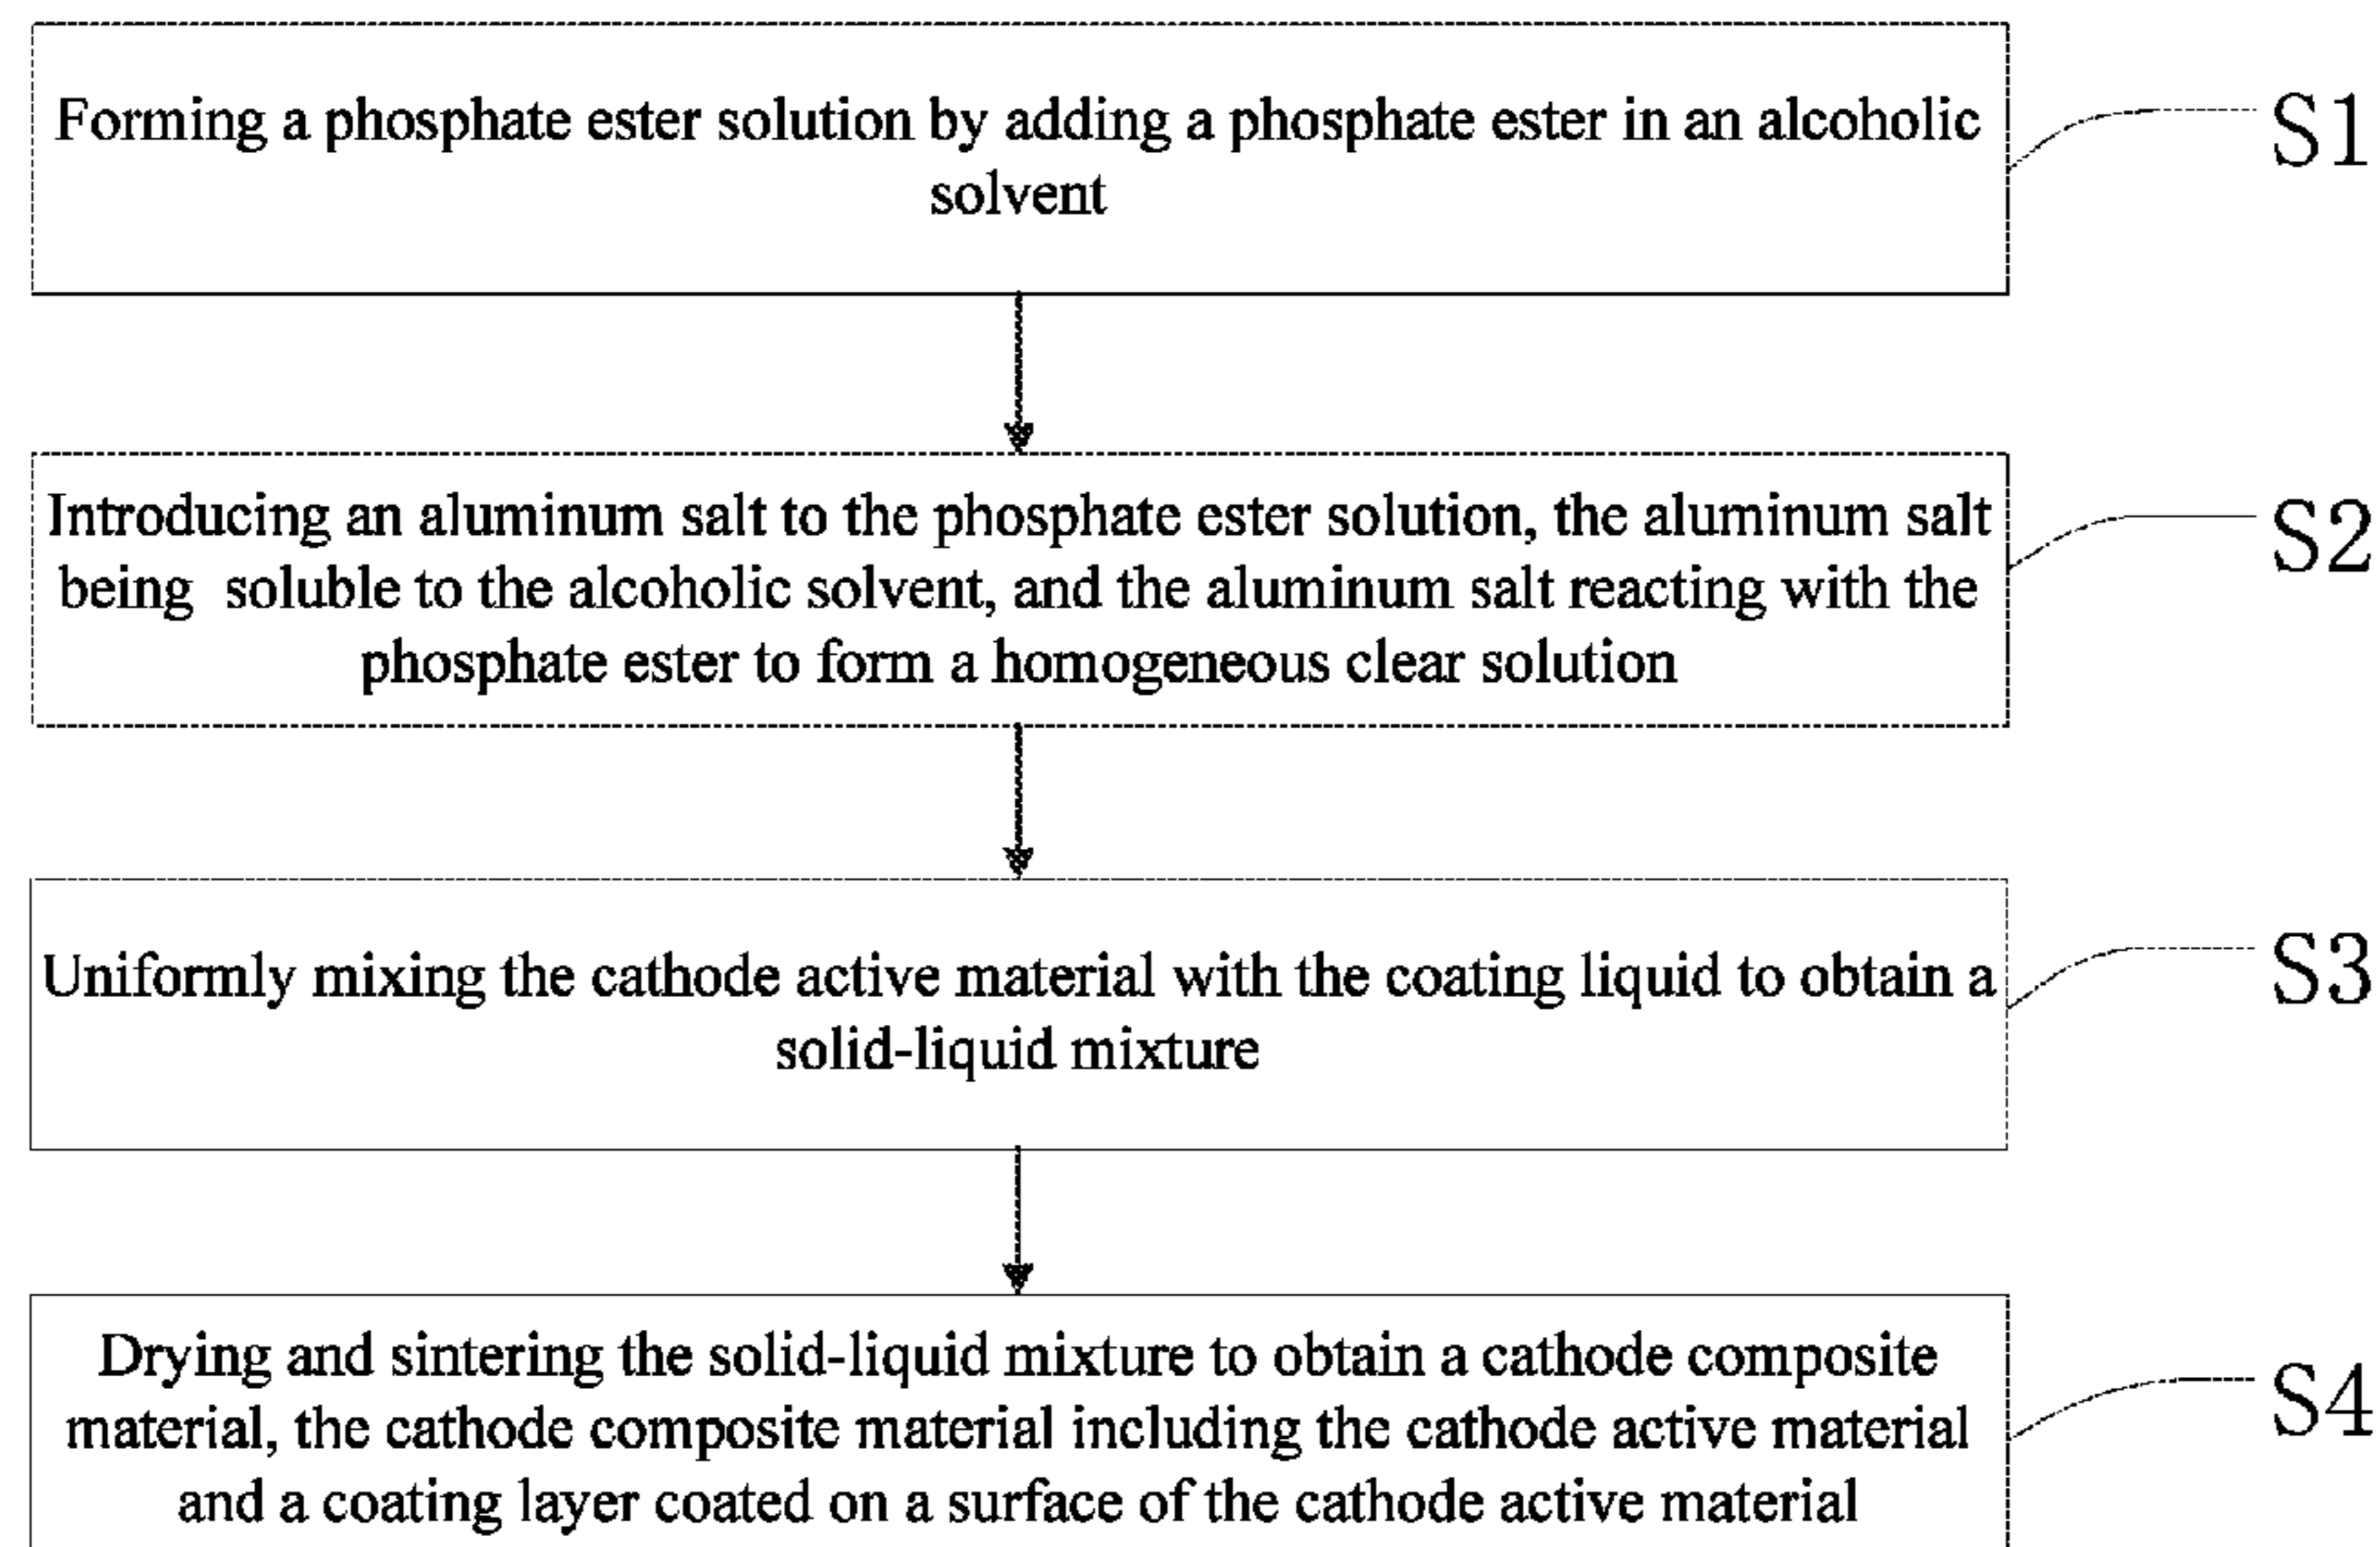 Forming a phosphate ester solution by adding a phosphate ester in an alcoholic
solvent
S1
Introducing an aluminum salt to the phosphate ester solution, the aluminum salt
being soluble to the alcoholic solvent, and the aluminum salt reacting with the
phosphate ester to form a homogeneous clear solution
S2
Uniformly mixing the cathode active material with the coating liquid to obtain a
solid-liquid mixture
S3
Drying and sintering the solid-liquid mixture to obtain a cathode composite
material, the cathode composite material including the cathode active material
and a coating layer coated on a surface of the cathode active material
S4